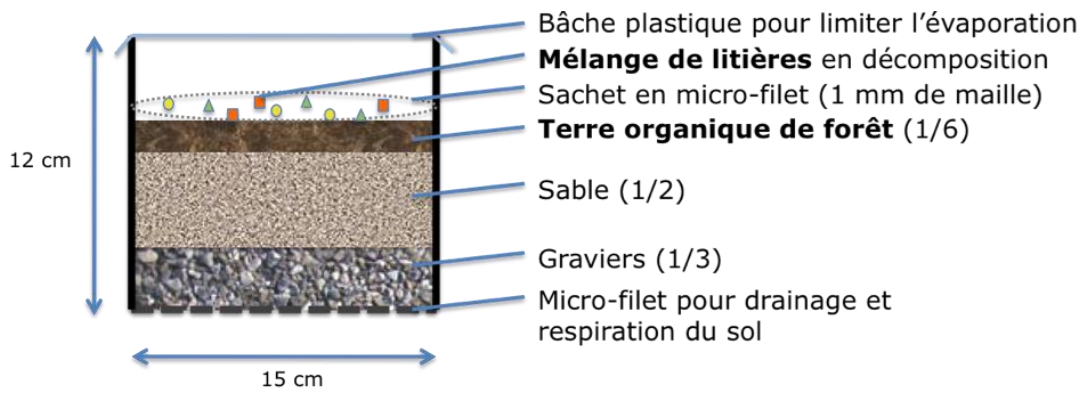 Bâche plastique pour limiter l’évaporation
Mélange de litières en décomposition
Sachet en micro-filet (1 mm de maille)
Terre organique de forêt (1/6)
12 cm
Sable (1/2)
Graviers (1/3)
Micro-filet pour drainage et
respiration du sol
15 cm